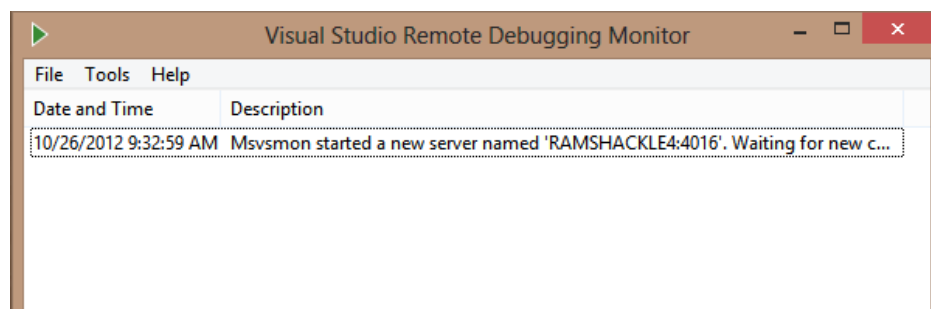 Visual Studio Remote Debugging Monitor
File Tools Help
Date and Time Description
10/26/2012 9:32:59 AM Msvsmon started a new server named 'RAMSHACKLE4:4016'. Waiting for new c...